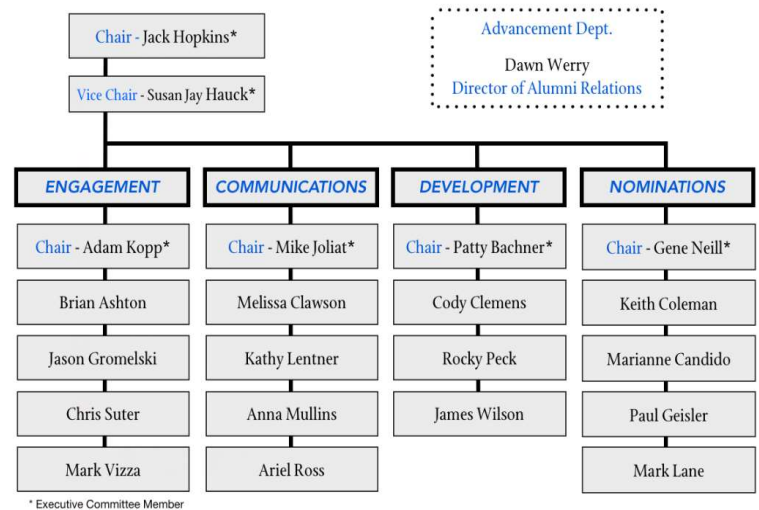 Chair - Jack Hopkins*
Vice Chair - Susan Jay Hauck*
Advancement Dept.
Dawn Werry
Director of Alumni Relations
ENGAGEMENT
Chair - Adam Kopp*
Brian Ashton
Jason Gromelski
Chris Suter
Mark Vizza
COMMUNICATIONS
Chair - Mike Joliat*
Melissa Clawson
Kathy Lentner
Anna Mullins
Ariel Ross
DEVELOPMENT
Chair - Patty Bachner*
Cody Clemens
Rocky Peck
James Wilson
NOMINATIONS
Chair - Gene Neill*
Keith Coleman
Marianne Candido
Paul Geisler
Mark Lane
* Executive Committee Member